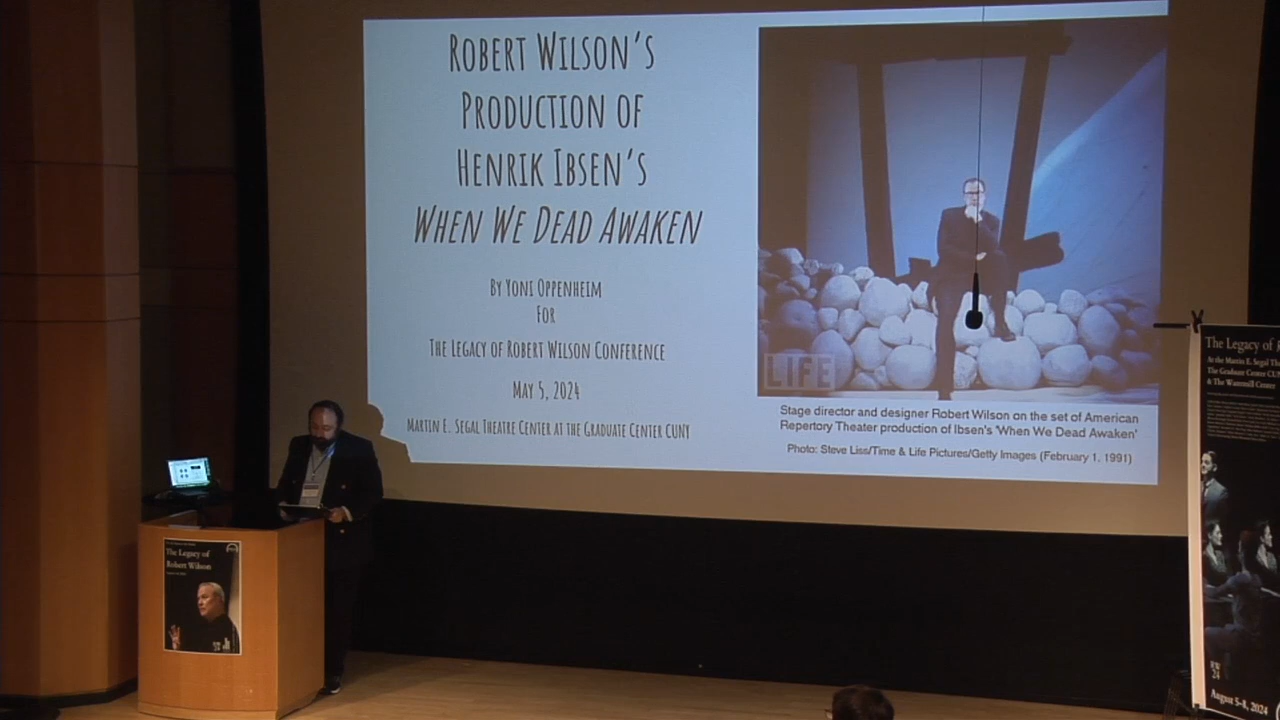 ROBERT WILSON'S
PRODUCTION OF
HENRIK IBSEN'S
WHEN WE DEAD AWAKEN
BY YONI OPPENHEIM
FOR
THE LEGACY OF ROBERT WILSON CONFERENCE
MAY 5, 2024
MARTIN E. SEGAL THEATRE CENTER AT THE GRADUATE CENTER CUNY
LIFE
Stage director and designer Robert Wilson on the set of American
Repertory Theater production of Ibsen's 'When We Dead Awaken'
Photo: Steve Liss/Time & Life Pictures/Getty Images (February 1, 1991)
The Legacy of
Robert Wilson
The Legacy of
At the Martin E. Segal
The Graduate Center
& The Watermill Center
RW
24
August 5-8, 2024